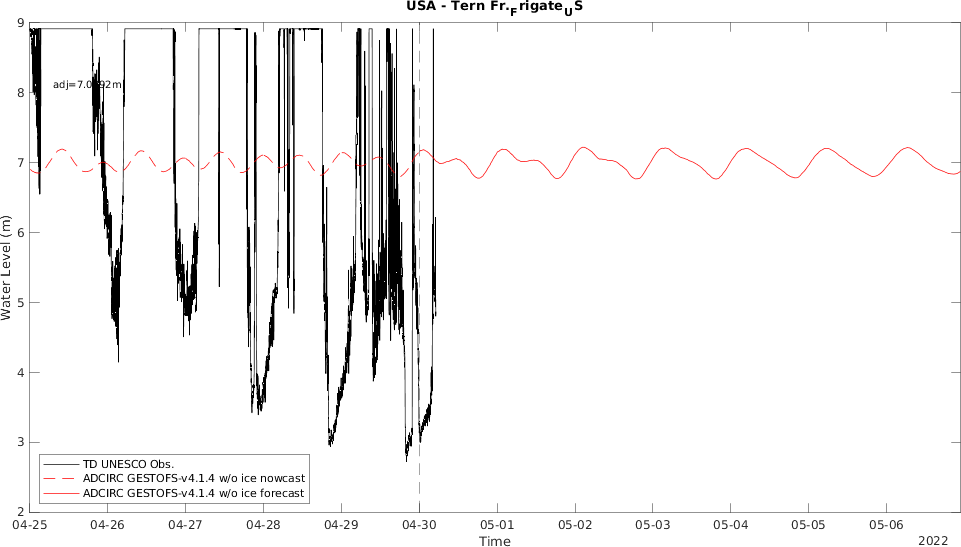 USA - Tern Fr.FrigateUS
9
8
7
6
5
4
3
2
Water Level (m)
TD UNESCO Obs.
ADCIRC GESTOFS-v4.1.4 w/o ice nowcast
ADCIRC GESTOFS-v4.1.4 w/o ice forecast
04-25 04-26 04-27 04-28 04-29 04-30 05-01 05-02 05-03 05-04 05-05 05-06
Time
2022